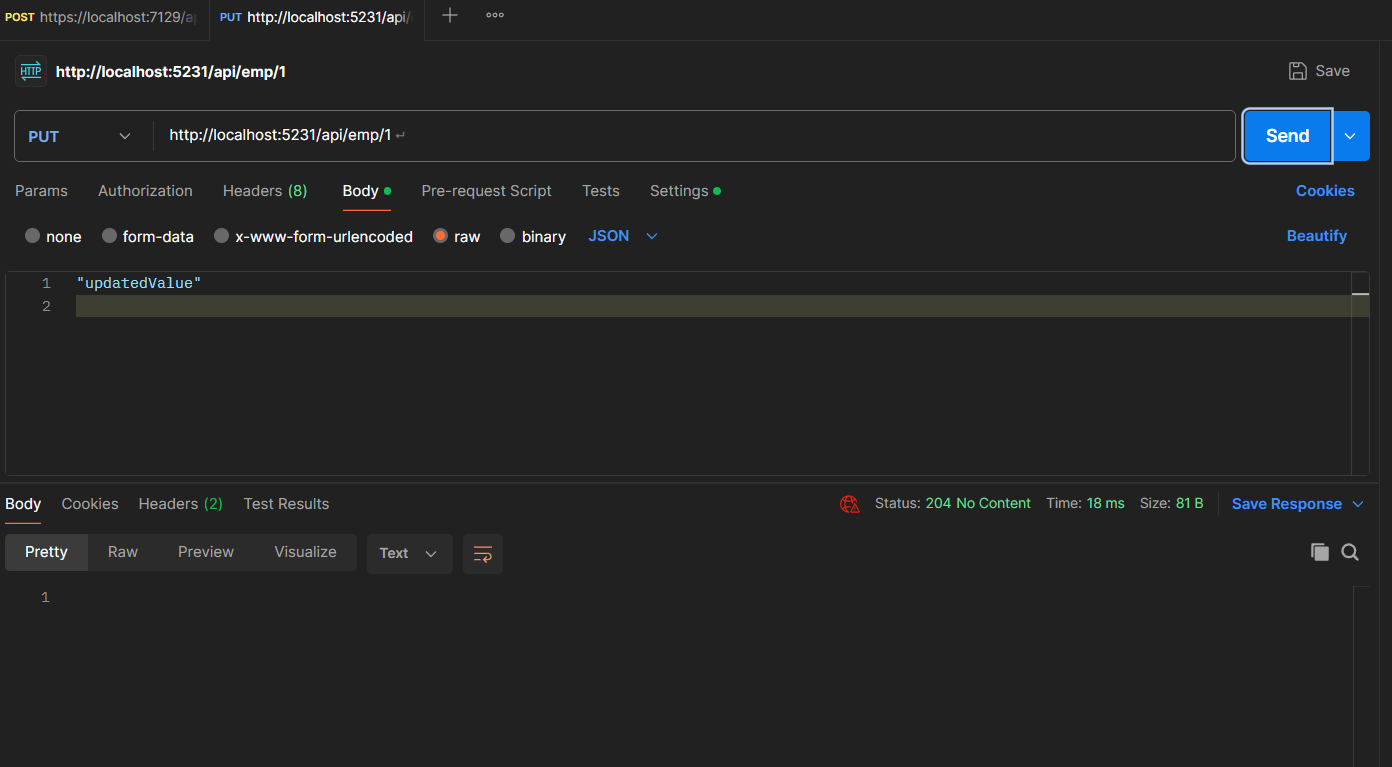 POST https://localhost:7129/a PUT http://localhost:5231/api/
HTTP http://localhost:5231/api/emp/1 Save
PUT http://localhost:5231/api/emp/1 Send
Params Authorization Headers (8) Body Pre-request Script Tests Settings Cookies
none form-data x-www-form-urlencoded raw binary JSON Beautify
1 "updatedValue"
2
Body Cookies Headers (2) Test Results Status: 204 No Content Time: 18 ms Size: 81 B Save Response
Pretty Raw Preview Visualize Text
1